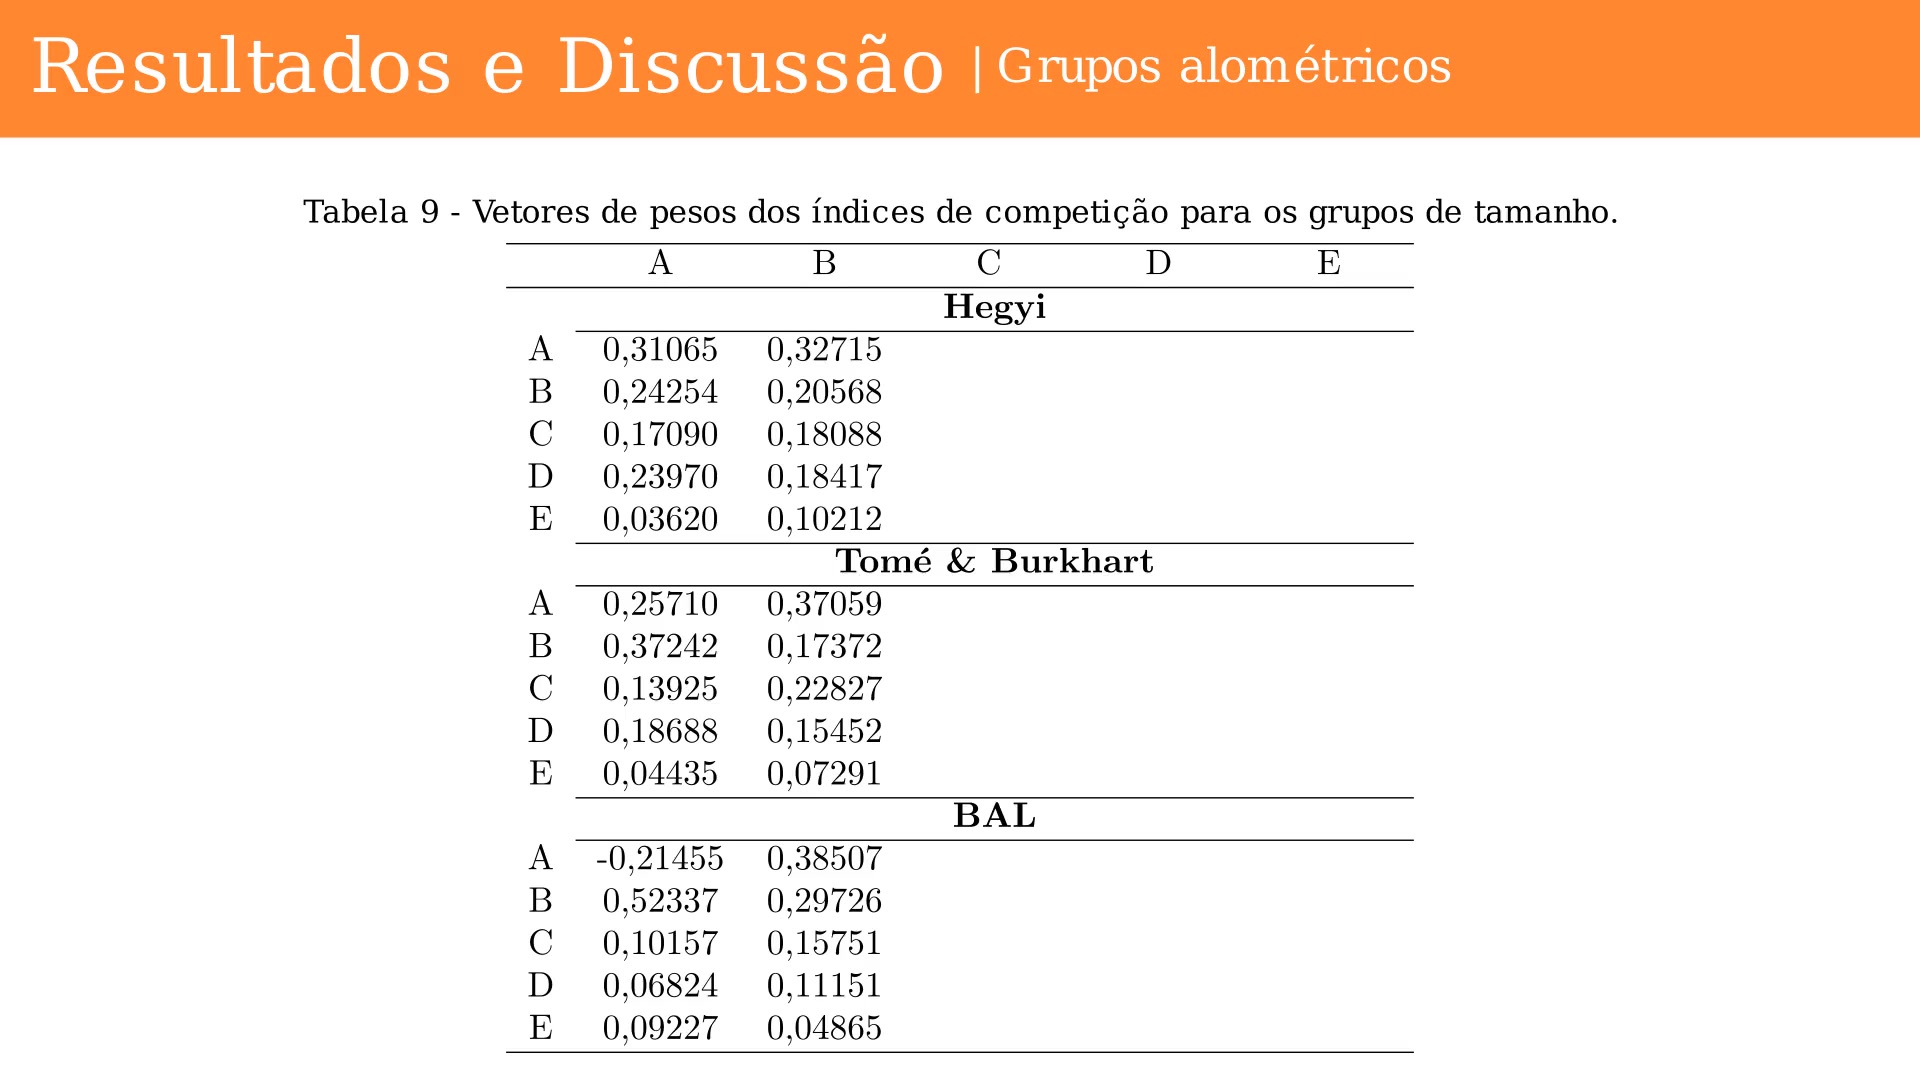 Resultados e Discussão | Grupos alométricos
Tabela 9 - Vetores de pesos dos índices de competição para os grupos de tamanho.
A B C D E
Hegyi
A 0,31065 0,32715
B 0,24254 0,20568
C 0,17090 0,18088
D 0,23970 0,18417
E 0,03620 0,10212
Tomé & Burkhart
A 0,25710 0,37059
B 0,37242 0,17372
C 0,13925 0,22827
D 0,18688 0,15452
E 0,04435 0,07291
BAL
A -0,21455 0,38507
B 0,52337 0,29726
C 0,10157 0,15751
D 0,06824 0,11151
E 0,09227 0,04865